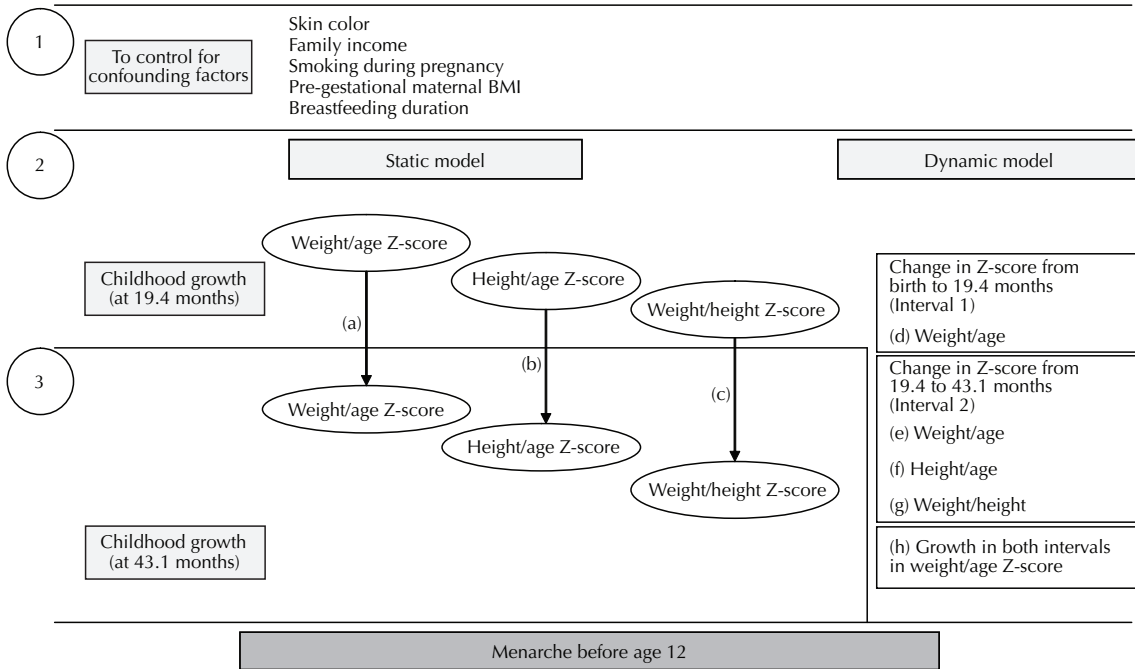 1
To control for
confounding factors
Skin color
Family income
Smoking during pregnancy
Pre-gestational maternal BMI
Breastfeeding duration
2
Static model
Dynamic model
Childhood growth
(at 19.4 months)
Weight/age Z-score
Height/age Z-score
Weight/height Z-score
(a)
(b)
(c)
Change in Z-score from
birth to 19.4 months
(Interval 1)
(d) Weight/age
3
Weight/age Z-score
Height/age Z-score
Weight/height Z-score
Change in Z-score from
19.4 to 43.1 months
(Interval 2)
(e) Weight/age
(f) Height/age
(g) Weight/height
Childhood growth
(at 43.1 months)
(h) Growth in both intervals
in weight/age Z-score
Menarche before age 12